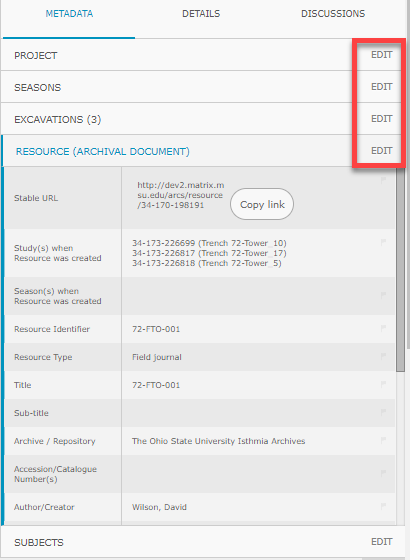 METADATA DETAILS DISCUSSIONS
PROJECT EDIT
SEASONS EDIT
EXCAVATIONS (3) EDIT
RESOURCE (ARCHIVAL DOCUMENT) EDIT
Stable URL
http://dev2.matrix.m
su.edu/arcs/resource
/34-170-198191
Copy link
Study(s) when
Resource was created
34-173-226699 (Trench 72-Tower_10)
34-173-226817 (Trench 72-Tower_17)
34-173-226818 (Trench 72-Tower_5)
Season(s) when
Resource was created
Resource Identifier 72-FTO-001
Resource Type Field journal
Title 72-FTO-001
Sub-title
Archive / Repository The Ohio State University Isthmia Archives
Accession/Catalogue
Number(s)
Author/Creator Wilson, David
SUBJECTS EDIT